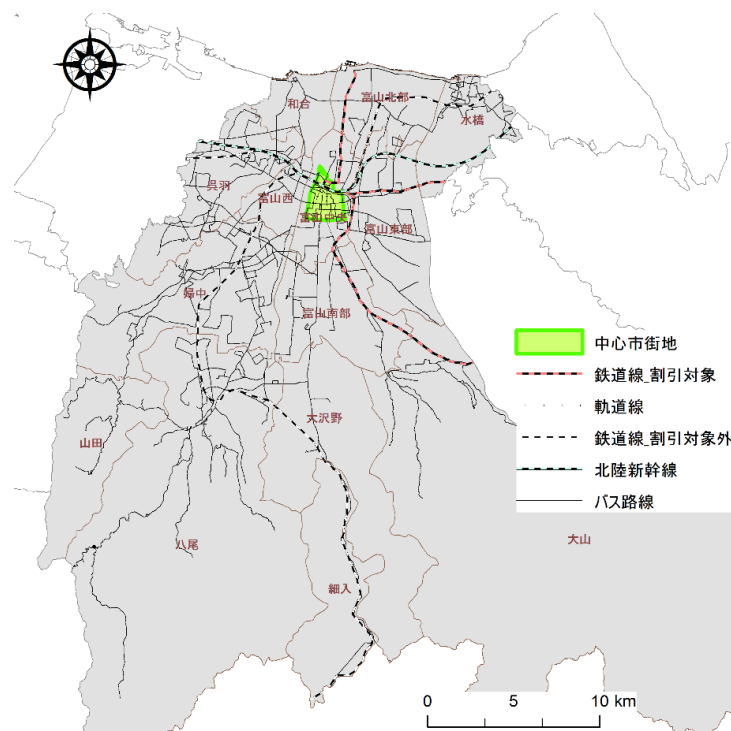 和合
富山北部
水橋
呉羽
富山西
富山中央
富山東部
婦中
富山南部
大沢野
山田
八尾
細入
大山
中心市街地
鉄道線_割引対象
軌道線
鉄道線_割引対象外
北陸新幹線
バス路線
0 5 10 km